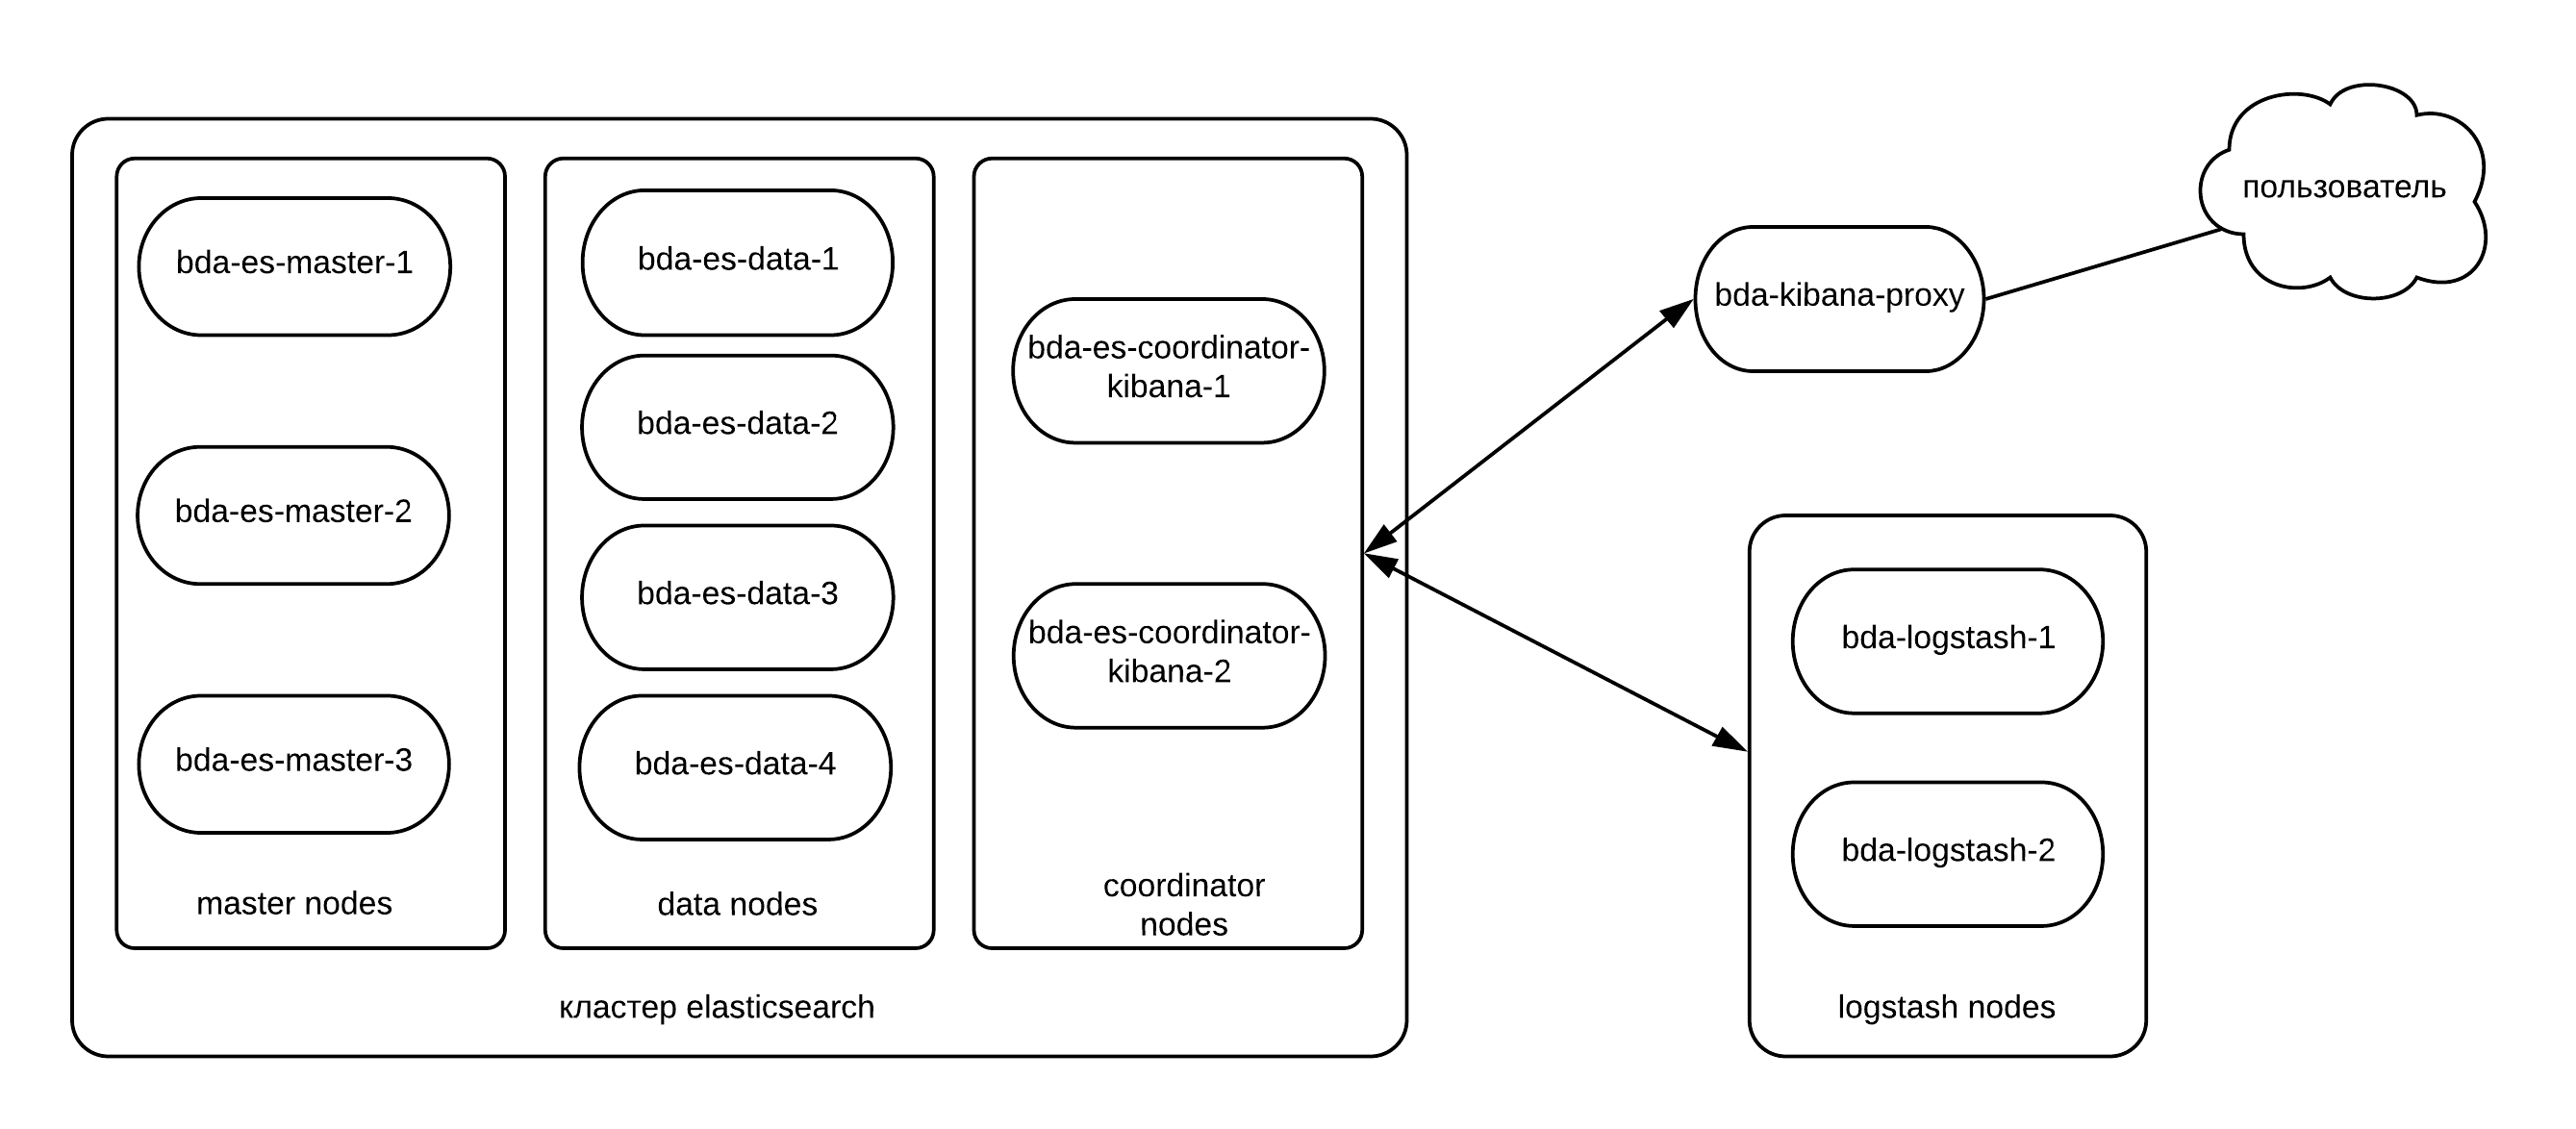 bda-es-master-1
bda-es-master-2
bda-es-master-3
master nodes
bda-es-data-1
bda-es-data-2
bda-es-data-3
bda-es-data-4
data nodes
bda-es-coordinator-
kibana-1
bda-es-coordinator-
kibana-2
coordinator
nodes
кластер elasticsearch
bda-kibana-proxy
пользователь
bda-logstash-1
bda-logstash-2
logstash nodes